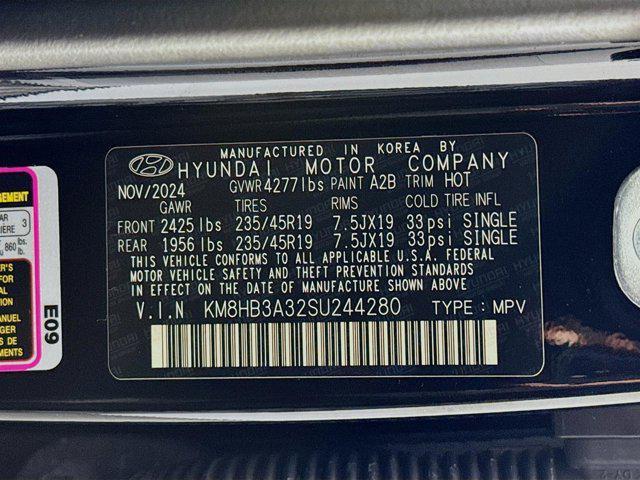 MANUFACTURED IN KOREA BY
HYUNDAI MOTOR COMPANY
NOV/2024 GVWR 4277lbs PAINT A2B TRIM HOT
GAWR TIRES RIMS COLD TIRE INFL
FRONT 2425 lbs 235/45R19 7.5JX19 33psi SINGLE
REAR 1956 lbs 235/45R19 7.5JX19 33psi SINGLE
THIS VEHICLE CONFORMS TO ALL APPLICABLE U.S.A. FEDERAL
MOTOR VEHICLE SAFETY AND THEFT PREVENTION STANDARDS
IN EFFECT ON THE DATE OF MANUFACTURE SHOWN ABOVE.
V.I.N KM8HB3A32SU244280 TYPE: MPV
3
860 lbs.
E09